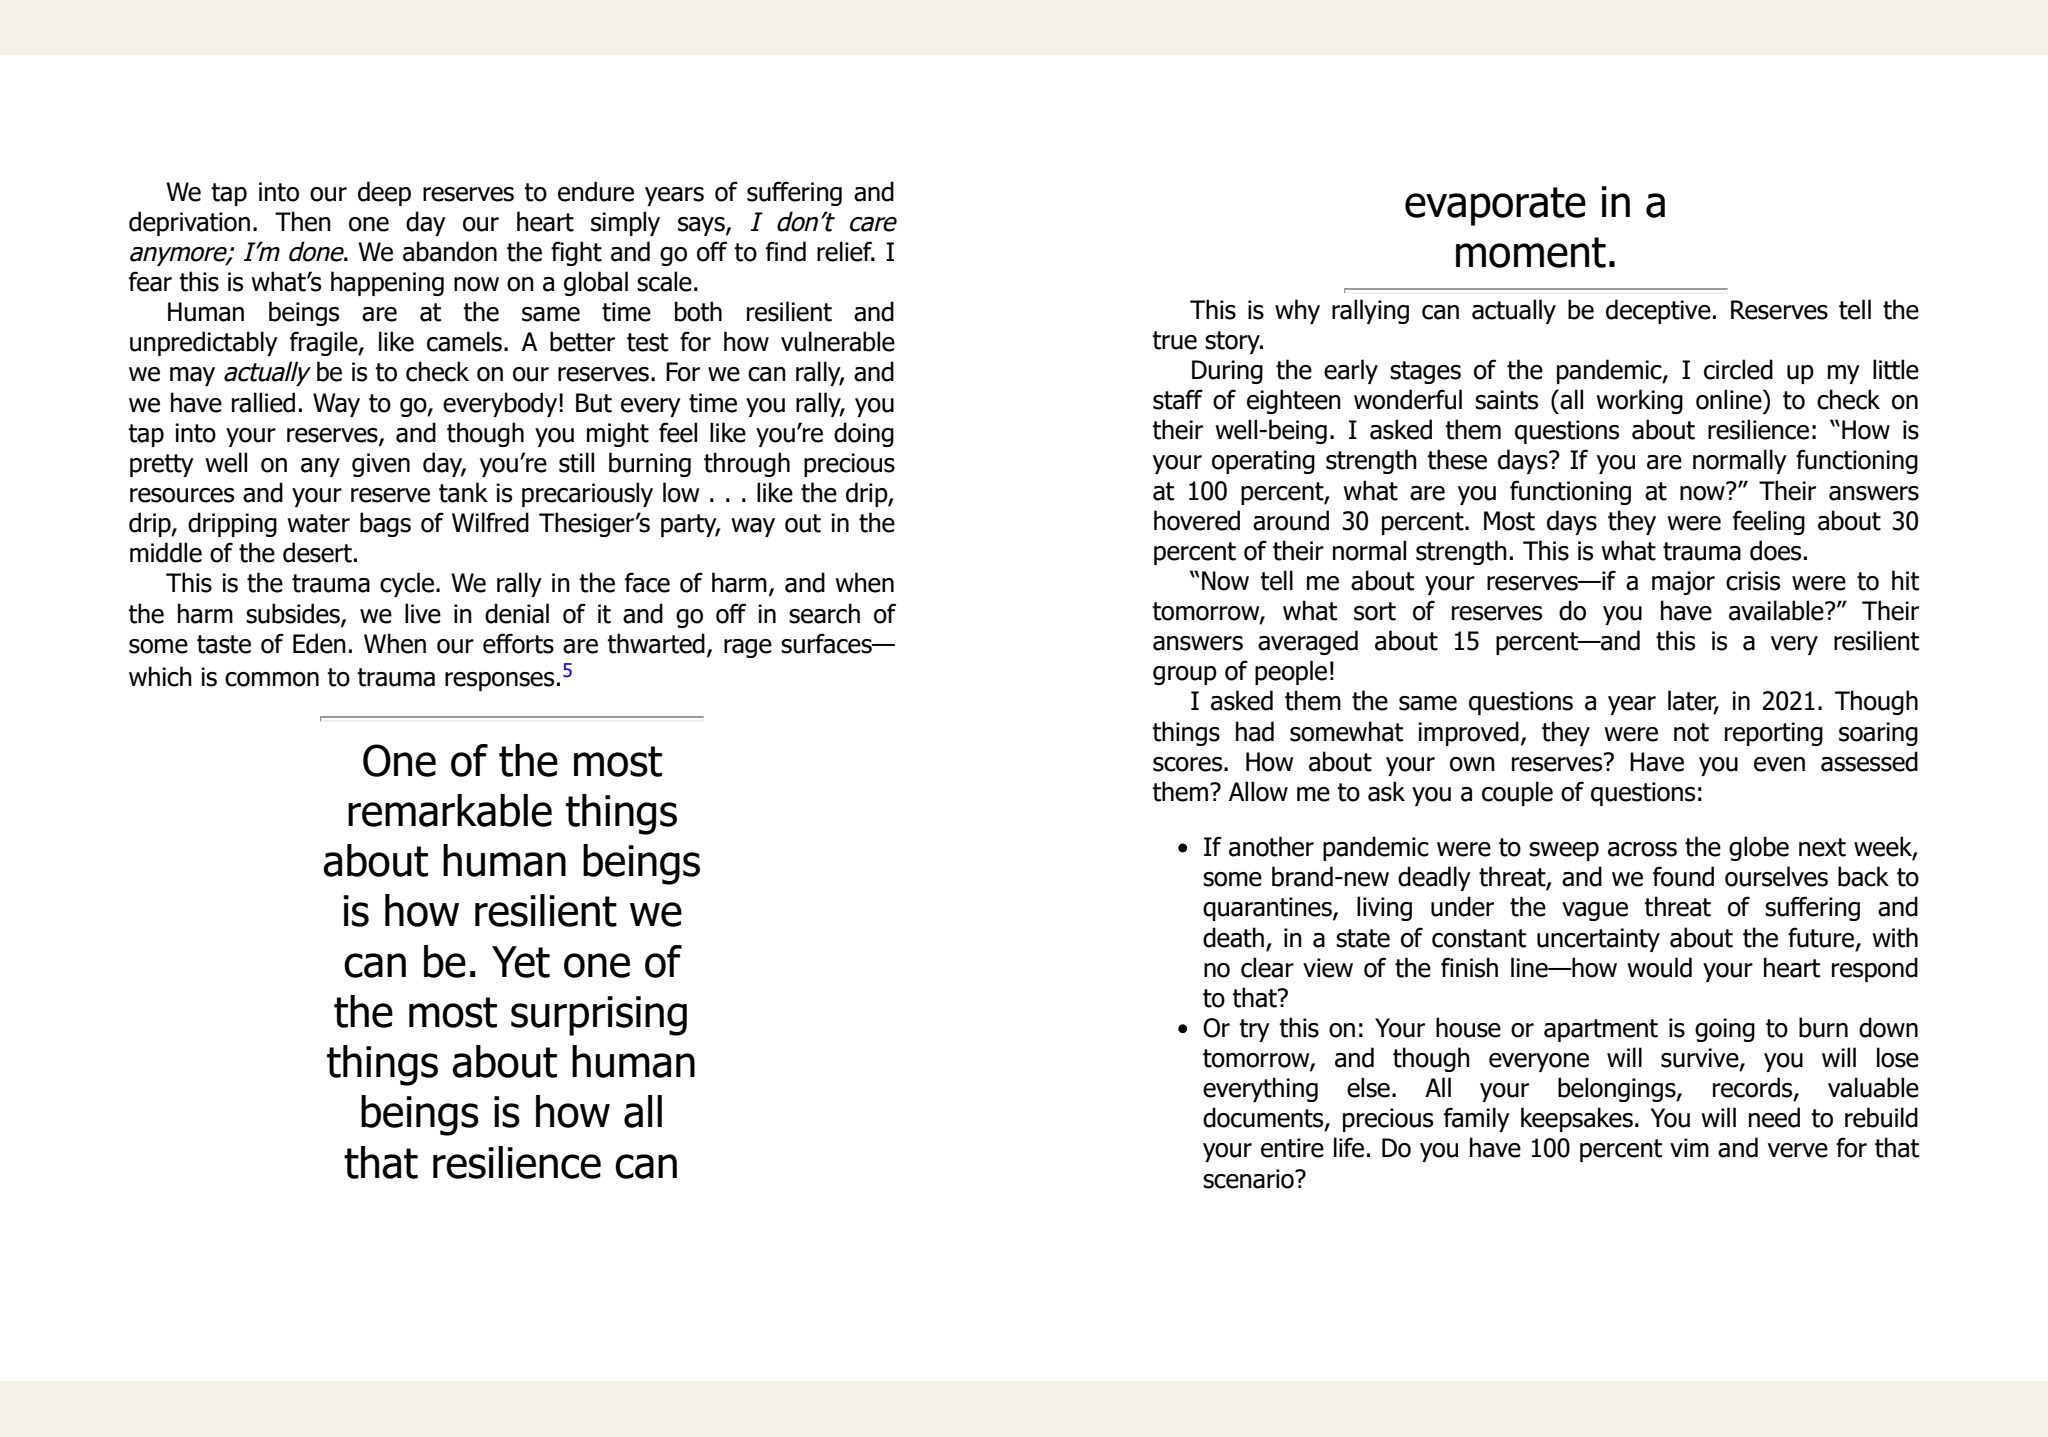 We tap into our deep reserves to endure years of suffering and
deprivation. Then one day our heart simply says, I don’t care
anymore; I’m done. We abandon the fight and go off to find relief. I
fear this is what’s happening now on a global scale.
Human beings are at the same time both resilient and
unpredictably fragile, like camels. A better test for how vulnerable
we may actually be is to check on our reserves. For we can rally, and
we have rallied. Way to go, everybody! But every time you rally, you
tap into your reserves, and though you might feel like you’re doing
pretty well on any given day, you’re still burning through precious
resources and your reserve tank is precariously low . . . like the drip,
drip, dripping water bags of Wilfred Thesiger’s party, way out in the
middle of the desert.
This is the trauma cycle. We rally in the face of harm, and when
the harm subsides, we live in denial of it and go off in search of
some taste of Eden. When our efforts are thwarted, rage surfaces—
which is common to trauma responses.5
One of the most
remarkable things
about human beings
is how resilient we
can be. Yet one of
the most surprising
things about human
beings is how all
that resilience can
evaporate in a
moment.
This is why rallying can actually be deceptive. Reserves tell the
true story.
During the early stages of the pandemic, I circled up my little
staff of eighteen wonderful saints (all working online) to check on
their well-being. I asked them questions about resilience: “How is
your operating strength these days? If you are normally functioning
at 100 percent, what are you functioning at now?” Their answers
hovered around 30 percent. Most days they were feeling about 30
percent of their normal strength. This is what trauma does.
“Now tell me about your reserves—if a major crisis were to hit
tomorrow, what sort of reserves do you have available?” Their
answers averaged about 15 percent—and this is a very resilient
group of people!
I asked them the same questions a year later, in 2021. Though
things had somewhat improved, they were not reporting soaring
scores. How about your own reserves? Have you even assessed
them? Allow me to ask you a couple of questions:
• If another pandemic were to sweep across the globe next week,
some brand-new deadly threat, and we found ourselves back to
quarantines, living under the vague threat of suffering and
death, in a state of constant uncertainty about the future, with
no clear view of the finish line—how would your heart respond
to that?
• Or try this on: Your house or apartment is going to burn down
tomorrow, and though everyone will survive, you will lose
everything else. All your belongings, records, valuable
documents, precious family keepsakes. You will need to rebuild
your entire life. Do you have 100 percent vim and verve for that
scenario?